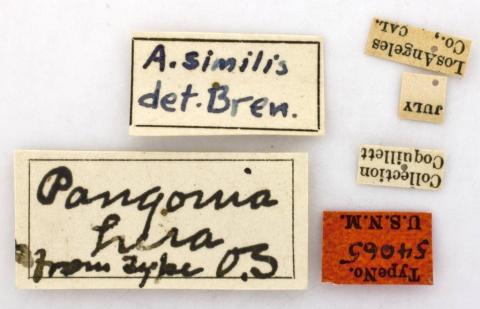 A. similis
det. Bren.
Pangonia
hera
from type O.S
Los Angeles
Co.,
CAL.
JULY
Collection
Coquillett
Type No.
54065
U.S.N.M.